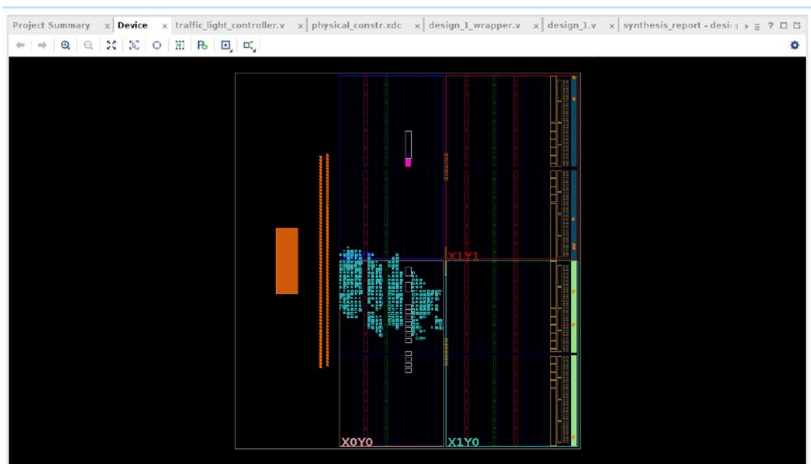 Project Summary x Device x traffic_light_controller.v x physical_constr.xdc x design_1_wrapper.v x design_1.v x synthesis_report - desi
X1Y1
X0Y0 X1Y0